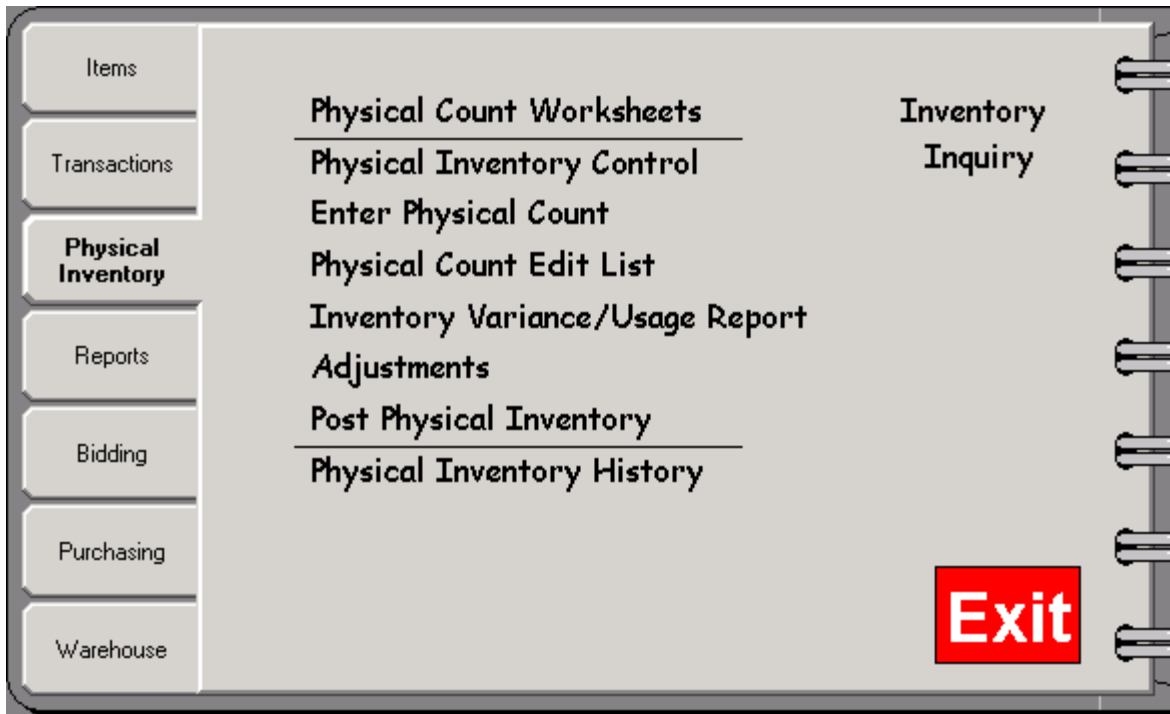 Items
Transactions
Physical
Inventory
Reports
Bidding
Purchasing
Warehouse
Physical Count Worksheets
Physical Inventory Control
Enter Physical Count
Physical Count Edit List
Inventory Variance/Usage Report
Adjustments
Post Physical Inventory
Physical Inventory History
Inventory
Inquiry
Exit